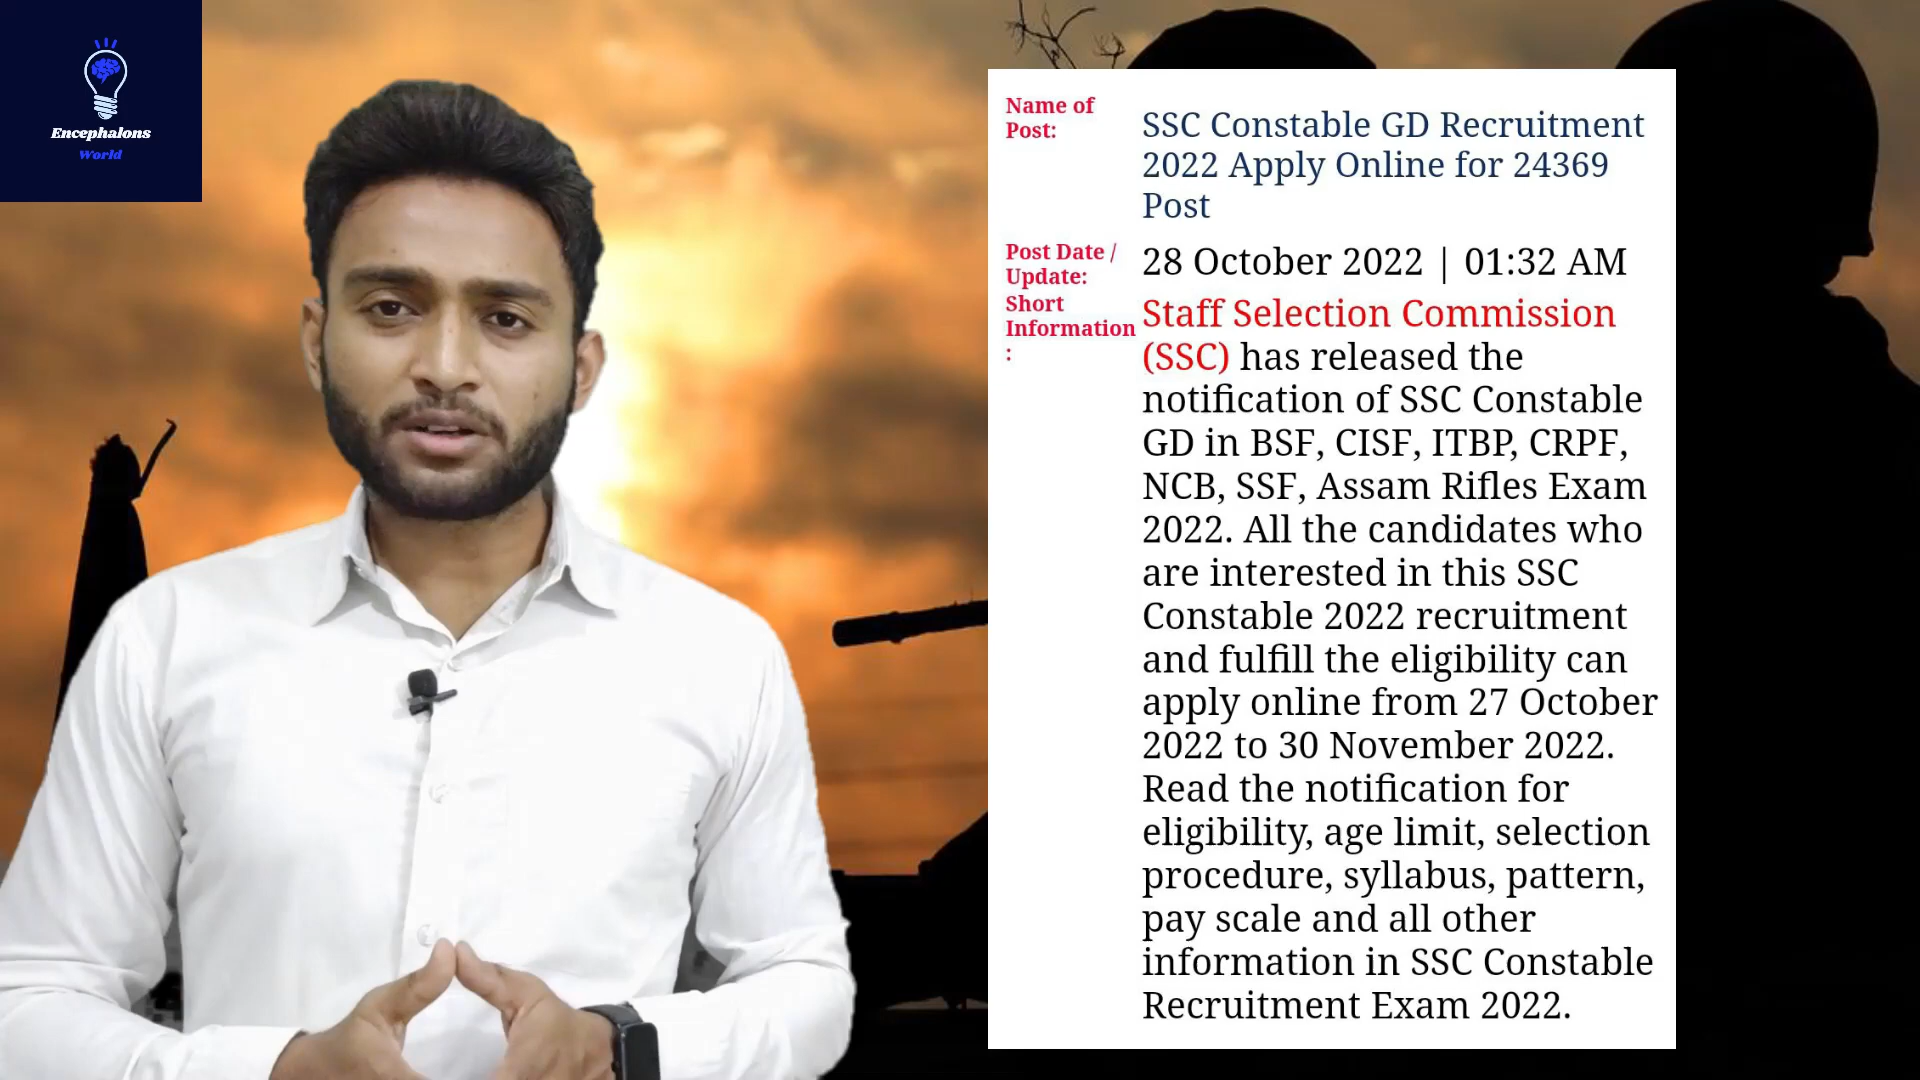 Encephalons
World
Name of
Post:
SSC Constable GD Recruitment
2022 Apply Online for 24369
Post
Post Date /
Update:
28 October 2022 | 01:32 AM
Short
Information
:
Staff Selection Commission
(SSC) has released the
notification of SSC Constable
GD in BSF, CISF, ITBP, CRPF,
NCB, SSF, Assam Rifles Exam
2022. All the candidates who
are interested in this SSC
Constable 2022 recruitment
and fulfill the eligibility can
apply online from 27 October
2022 to 30 November 2022.
Read the notification for
eligibility, age limit, selection
procedure, syllabus, pattern,
pay scale and all other
information in SSC Constable
Recruitment Exam 2022.